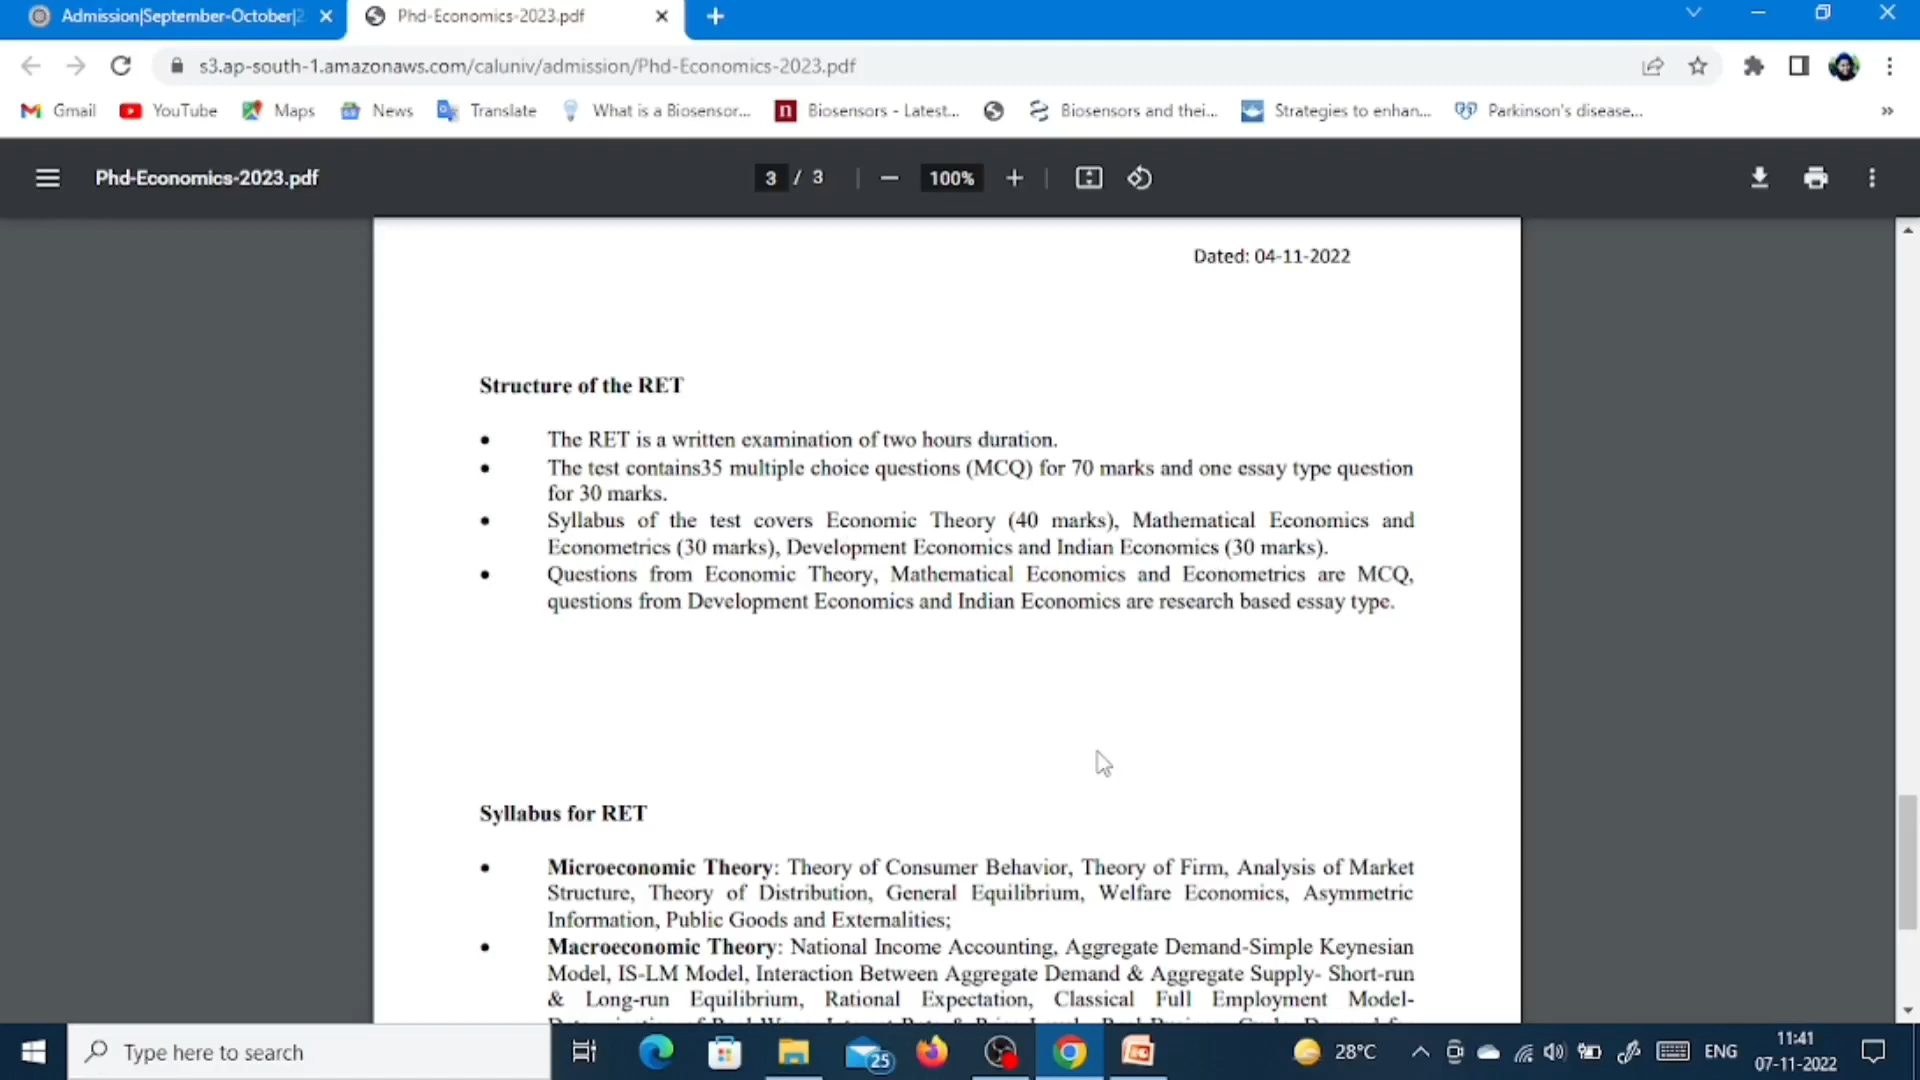 Admission|September-October|2
Phd-Economics-2023.pdf
s3.ap-south-1.amazonaws.com/caluniv/admission/Phd-Economics-2023.pdf
Gmail YouTube Maps News Translate What is a Biosensor... Biosensors - Latest... Biosensors and thei... Strategies to enhan... Parkinson's disease... »
Phd-Economics-2023.pdf 3 / 3 100%
Dated: 04-11-2022
Structure of the RET
• The RET is a written examination of two hours duration.
• The test contains35 multiple choice questions (MCQ) for 70 marks and one essay type question
for 30 marks.
• Syllabus of the test covers Economic Theory (40 marks), Mathematical Economics and
Econometrics (30 marks), Development Economics and Indian Economics (30 marks).
• Questions from Economic Theory, Mathematical Economics and Econometrics are MCQ,
questions from Development Economics and Indian Economics are research based essay type.
Syllabus for RET
• Microeconomic Theory: Theory of Consumer Behavior, Theory of Firm, Analysis of Market
Structure, Theory of Distribution, General Equilibrium, Welfare Economics, Asymmetric
Information, Public Goods and Externalities;
• Macroeconomic Theory: National Income Accounting, Aggregate Demand-Simple Keynesian
Model, IS-LM Model, Interaction Between Aggregate Demand & Aggregate Supply- Short-run
& Long-run Equilibrium, Rational Expectation, Classical Full Employment Model-
Type here to search 25 28°C ENG 11:41
07-11-2022